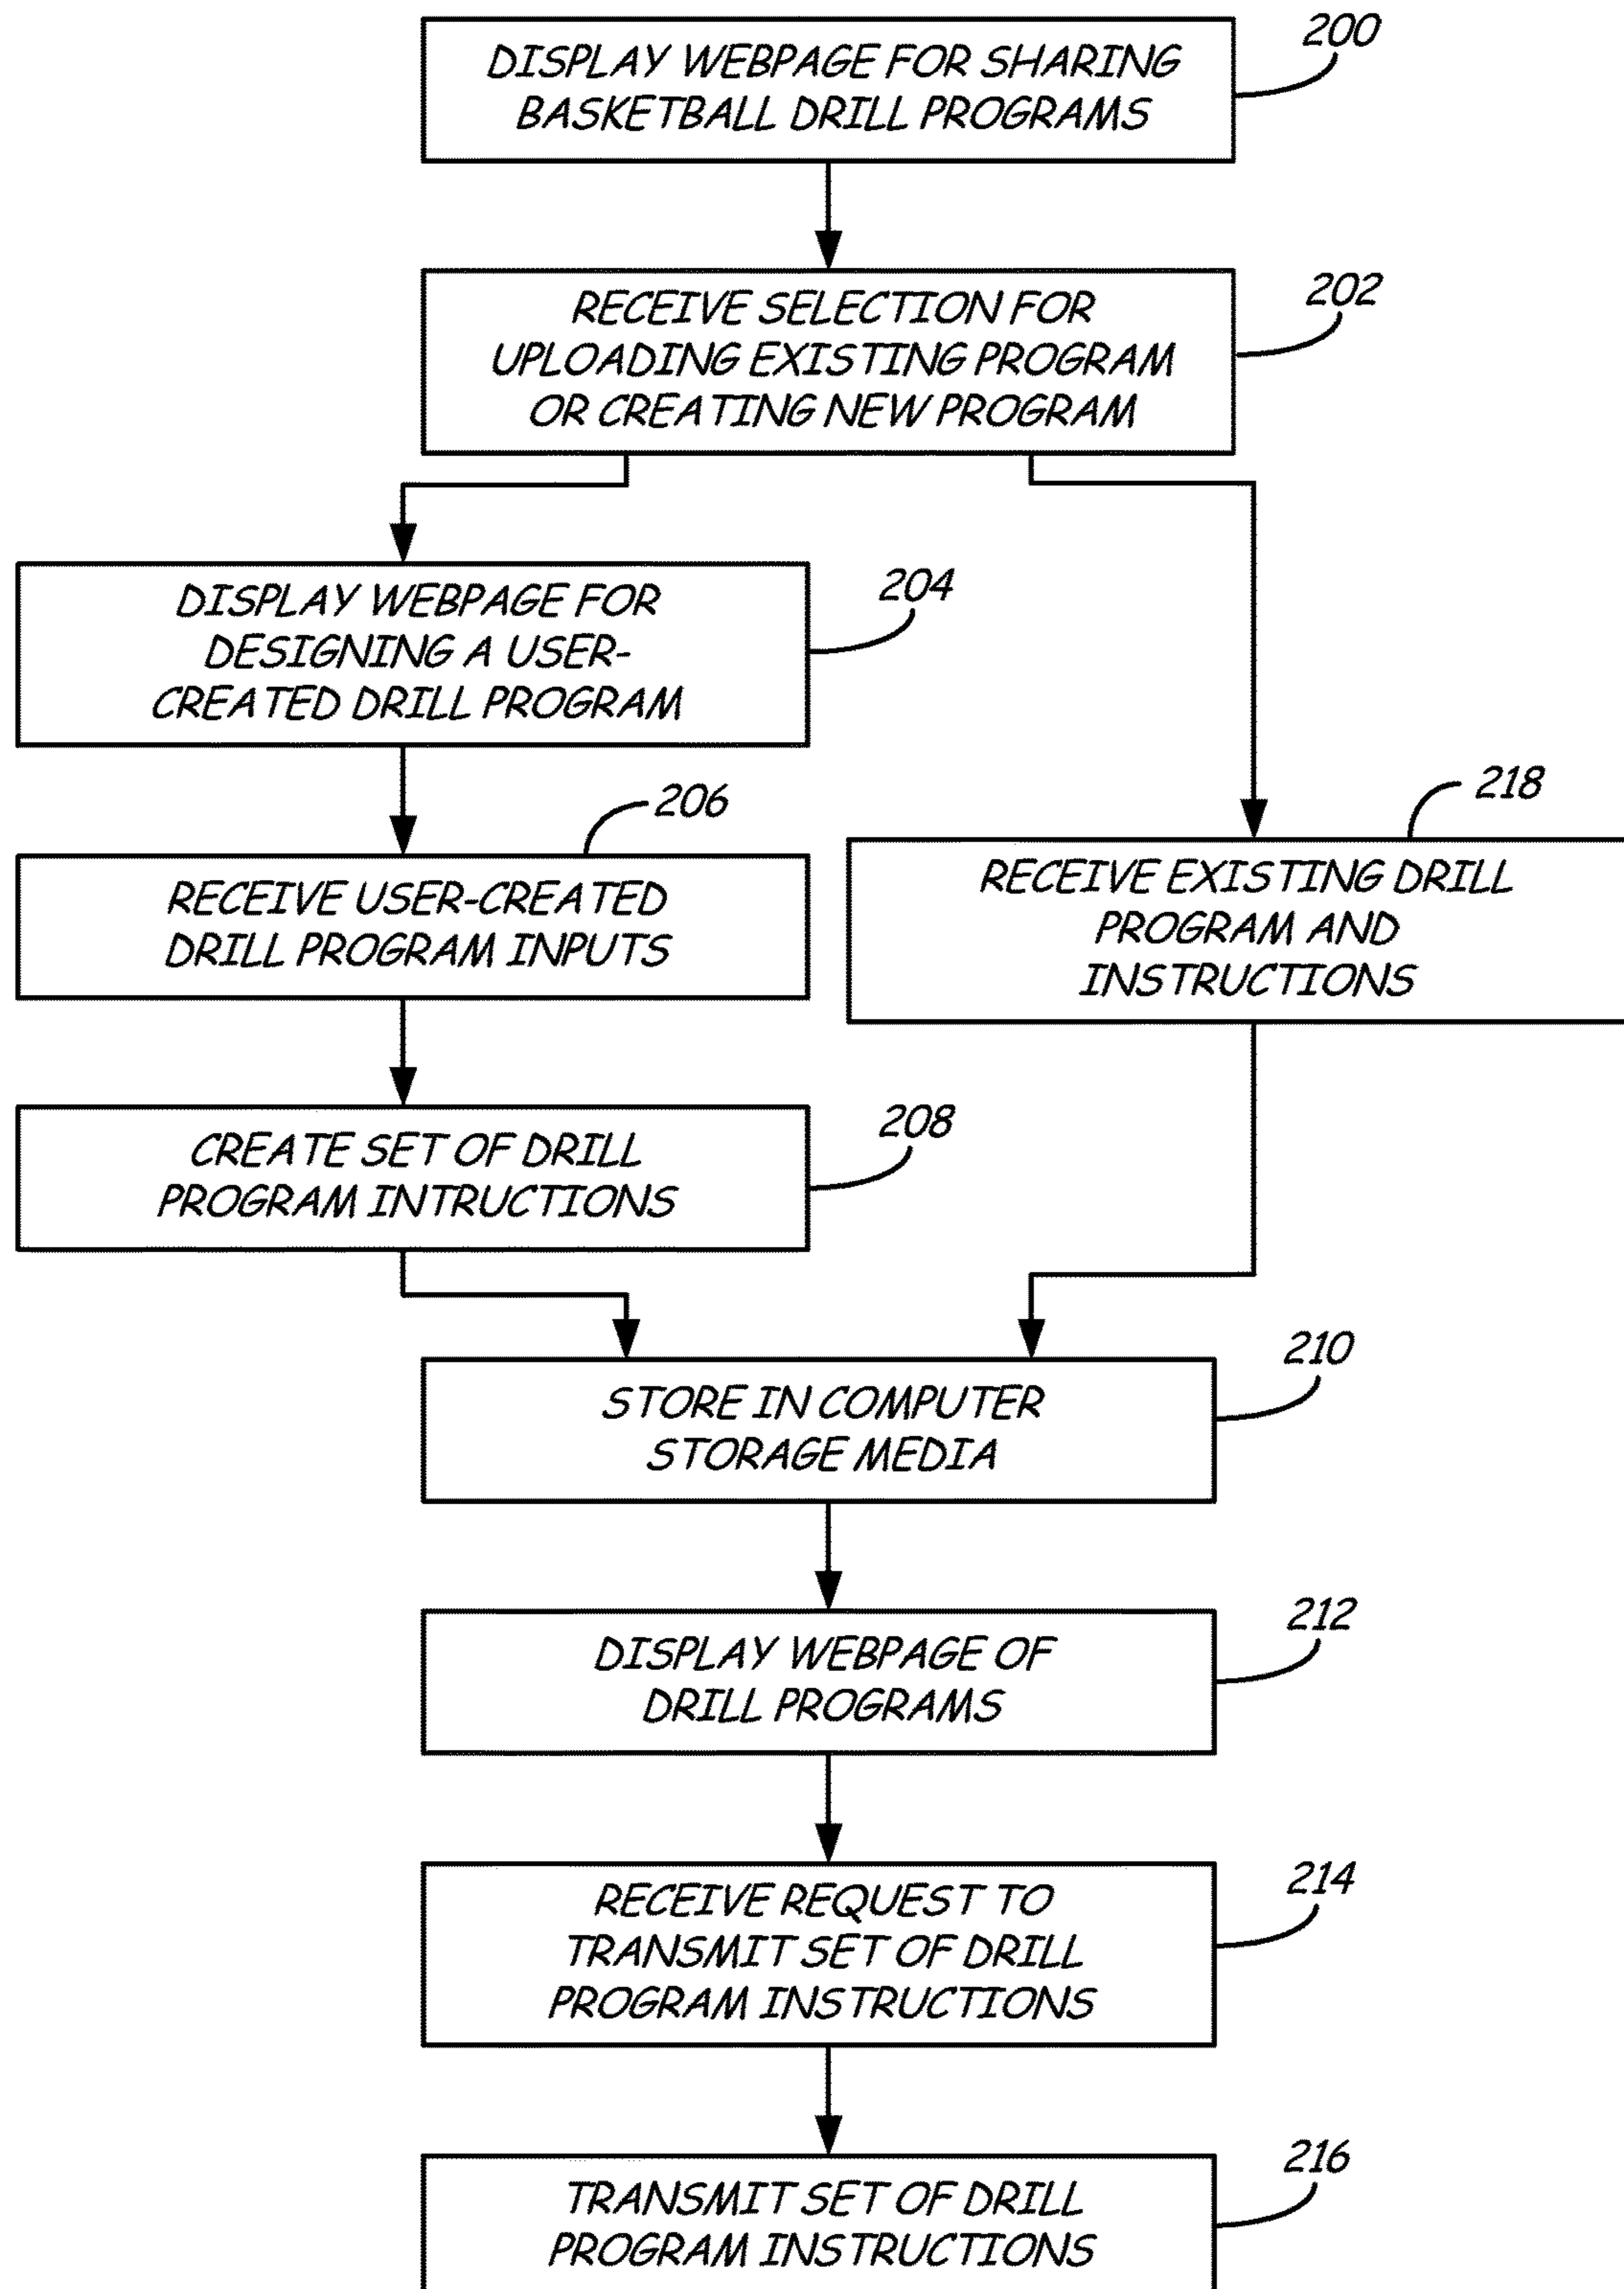 DISPLAY WEBPAGE FOR SHARING
BASKETBALL DRILL PROGRAMS
200
RECEIVE SELECTION FOR
UPLOADING EXISTING PROGRAM
OR CREATING NEW PROGRAM
202
DISPLAY WEBPAGE FOR
DESIGNING A USER-
CREATED DRILL PROGRAM
204
RECEIVE USER-CREATED
DRILL PROGRAM INPUTS
206
RECEIVE EXISTING DRILL
PROGRAM AND
INSTRUCTIONS
218
CREATE SET OF DRILL
PROGRAM INTRUCTIONS
208
STORE IN COMPUTER
STORAGE MEDIA
210
DISPLAY WEBPAGE OF
DRILL PROGRAMS
212
RECEIVE REQUEST TO
TRANSMIT SET OF DRILL
PROGRAM INSTRUCTIONS
214
TRANSMIT SET OF DRILL
PROGRAM INSTRUCTIONS
216